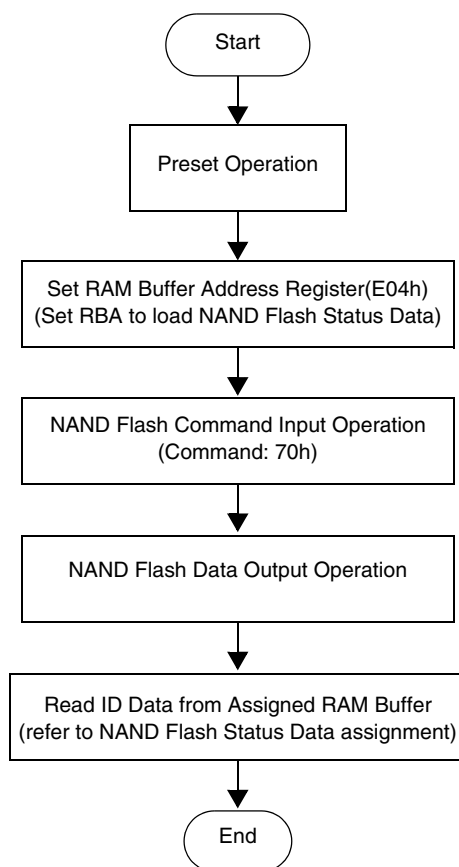 Start
Preset Operation
Set RAM Buffer Address Register(E04h)
(Set RBA to load NAND Flash Status Data)
NAND Flash Command Input Operation
(Command: 70h)
NAND Flash Data Output Operation
Read ID Data from Assigned RAM Buffer
(refer to NAND Flash Status Data assignment)
End